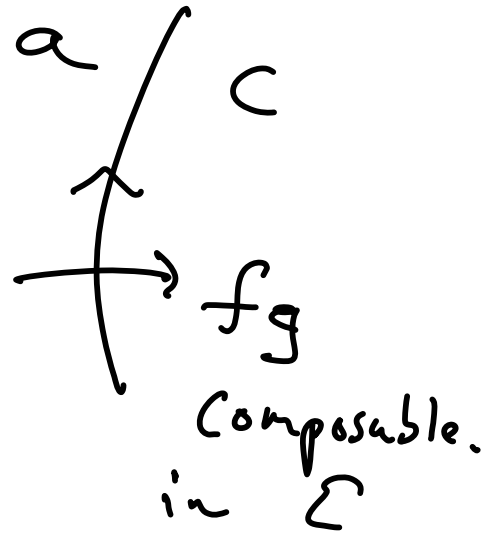 a c
fg
composable.
in Σ